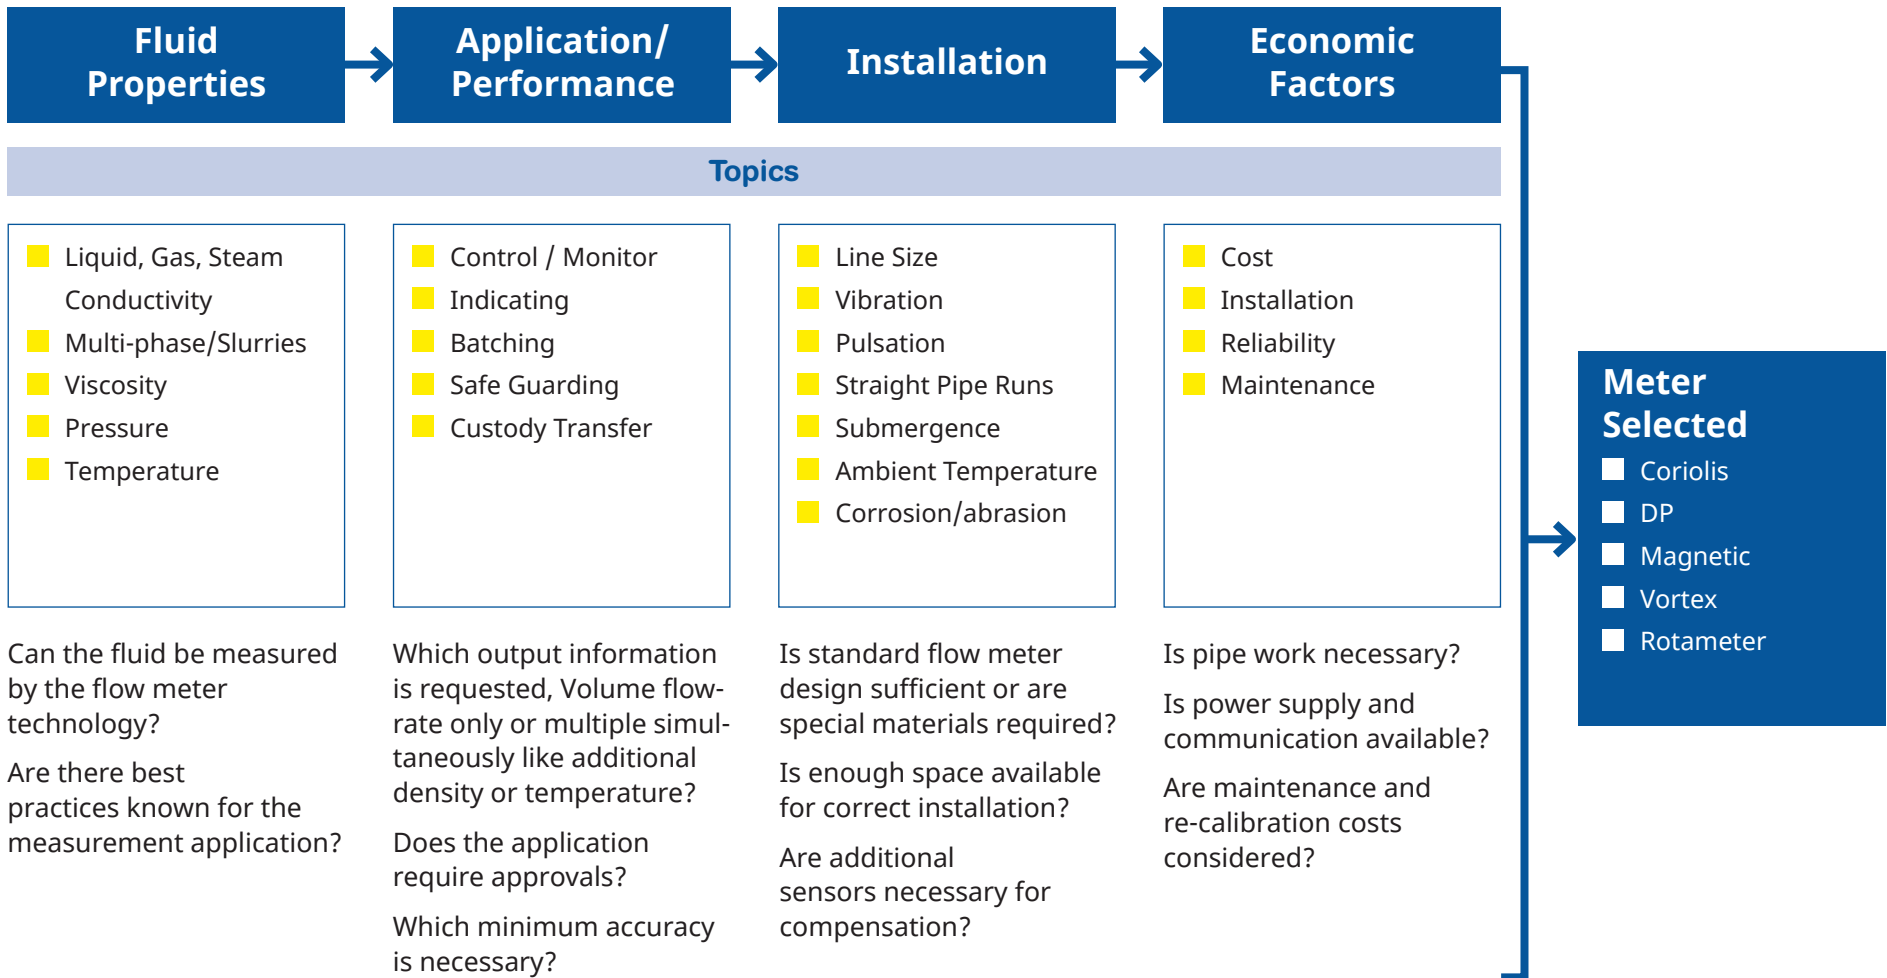 Fluid
Properties
Application/
Performance
Installation
Economic
Factors
Topics
Liquid, Gas, Steam
Conductivity
Multi-phase/Slurries
Viscosity
Pressure
Temperature
Control / Monitor
Indicating
Batching
Safe Guarding
Custody Transfer
Line Size
Vibration
Pulsation
Straight Pipe Runs
Submergence
Ambient Temperature
Corrosion/abrasion
Cost
Installation
Reliability
Maintenance
Can the fluid be measured
by the flow meter
technology?
Are there best
practices known for the
measurement application?
Which output information
is requested, Volume flow-
rate only or multiple simul-
taneously like additional
density or temperature?
Does the application
require approvals?
Which minimum accuracy
is necessary?
Is standard flow meter
design sufficient or are
special materials required?
Is enough space available
for correct installation?
Are additional
sensors necessary for
compensation?
Is pipe work necessary?
Is power supply and
communication available?
Are maintenance and
re-calibration costs
considered?
Meter
Selected
Coriolis
DP
Magnetic
Vortex
Rotameter